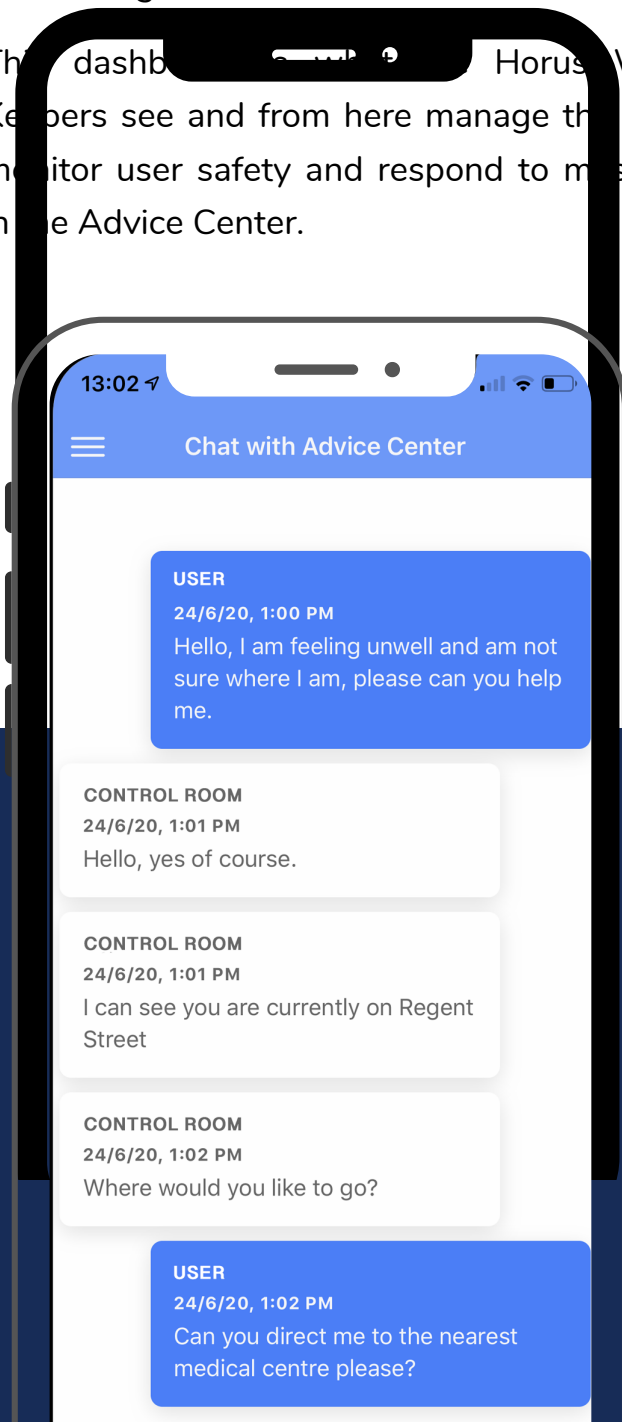 dashb Horus
see and from here manage
user safety and respond to
Advice Center.
13:02
Chat with Advice Center
USER
24/6/20, 1:00 PM
Hello, I am feeling unwell and am not
sure where I am, please can you help
me.
CONTROL ROOM
24/6/20, 1:01 PM
Hello, yes of course.
CONTROL ROOM
24/6/20, 1:01 PM
I can see you are currently on Regent
Street
CONTROL ROOM
24/6/20, 1:02 PM
Where would you like to go?
USER
24/6/20, 1:02 PM
Can you direct me to the nearest
medical centre please?